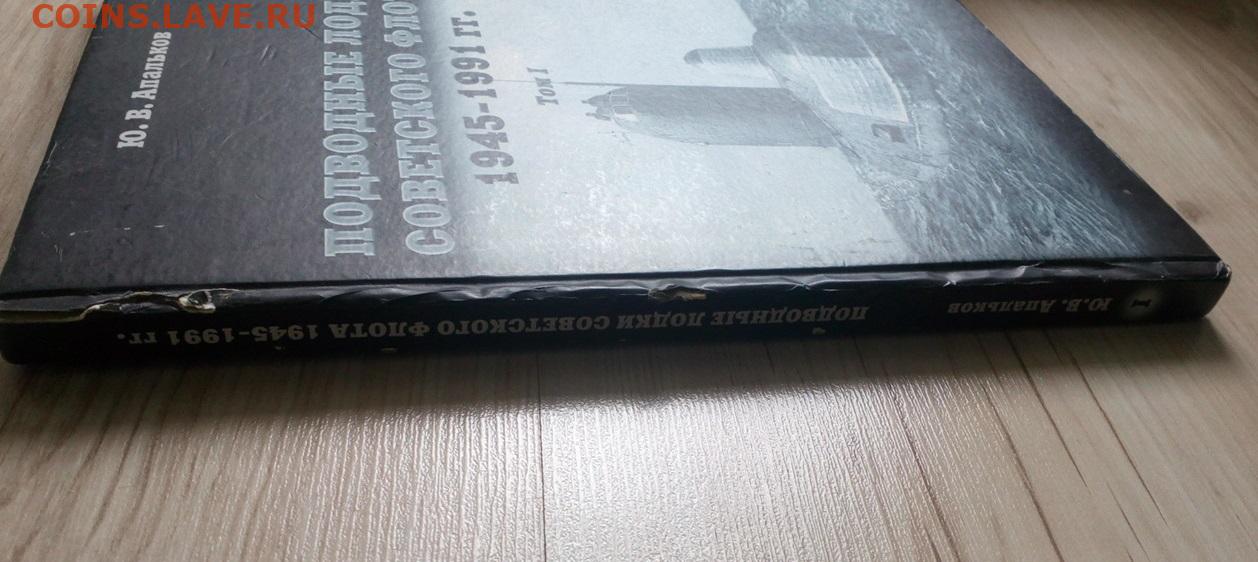 COINS.LAVE.RU
Ю. В. Апальков
ПОДВОДНЫЕ ЛОД
СОВЕТСКОГО ФЛО
1945-1991 гг.
Том I
I Ю.В. Апальков ПОДВОДНЫЕ ЛОДКИ СОВЕТСКОГО ФЛОТА 1945-1991 гг.